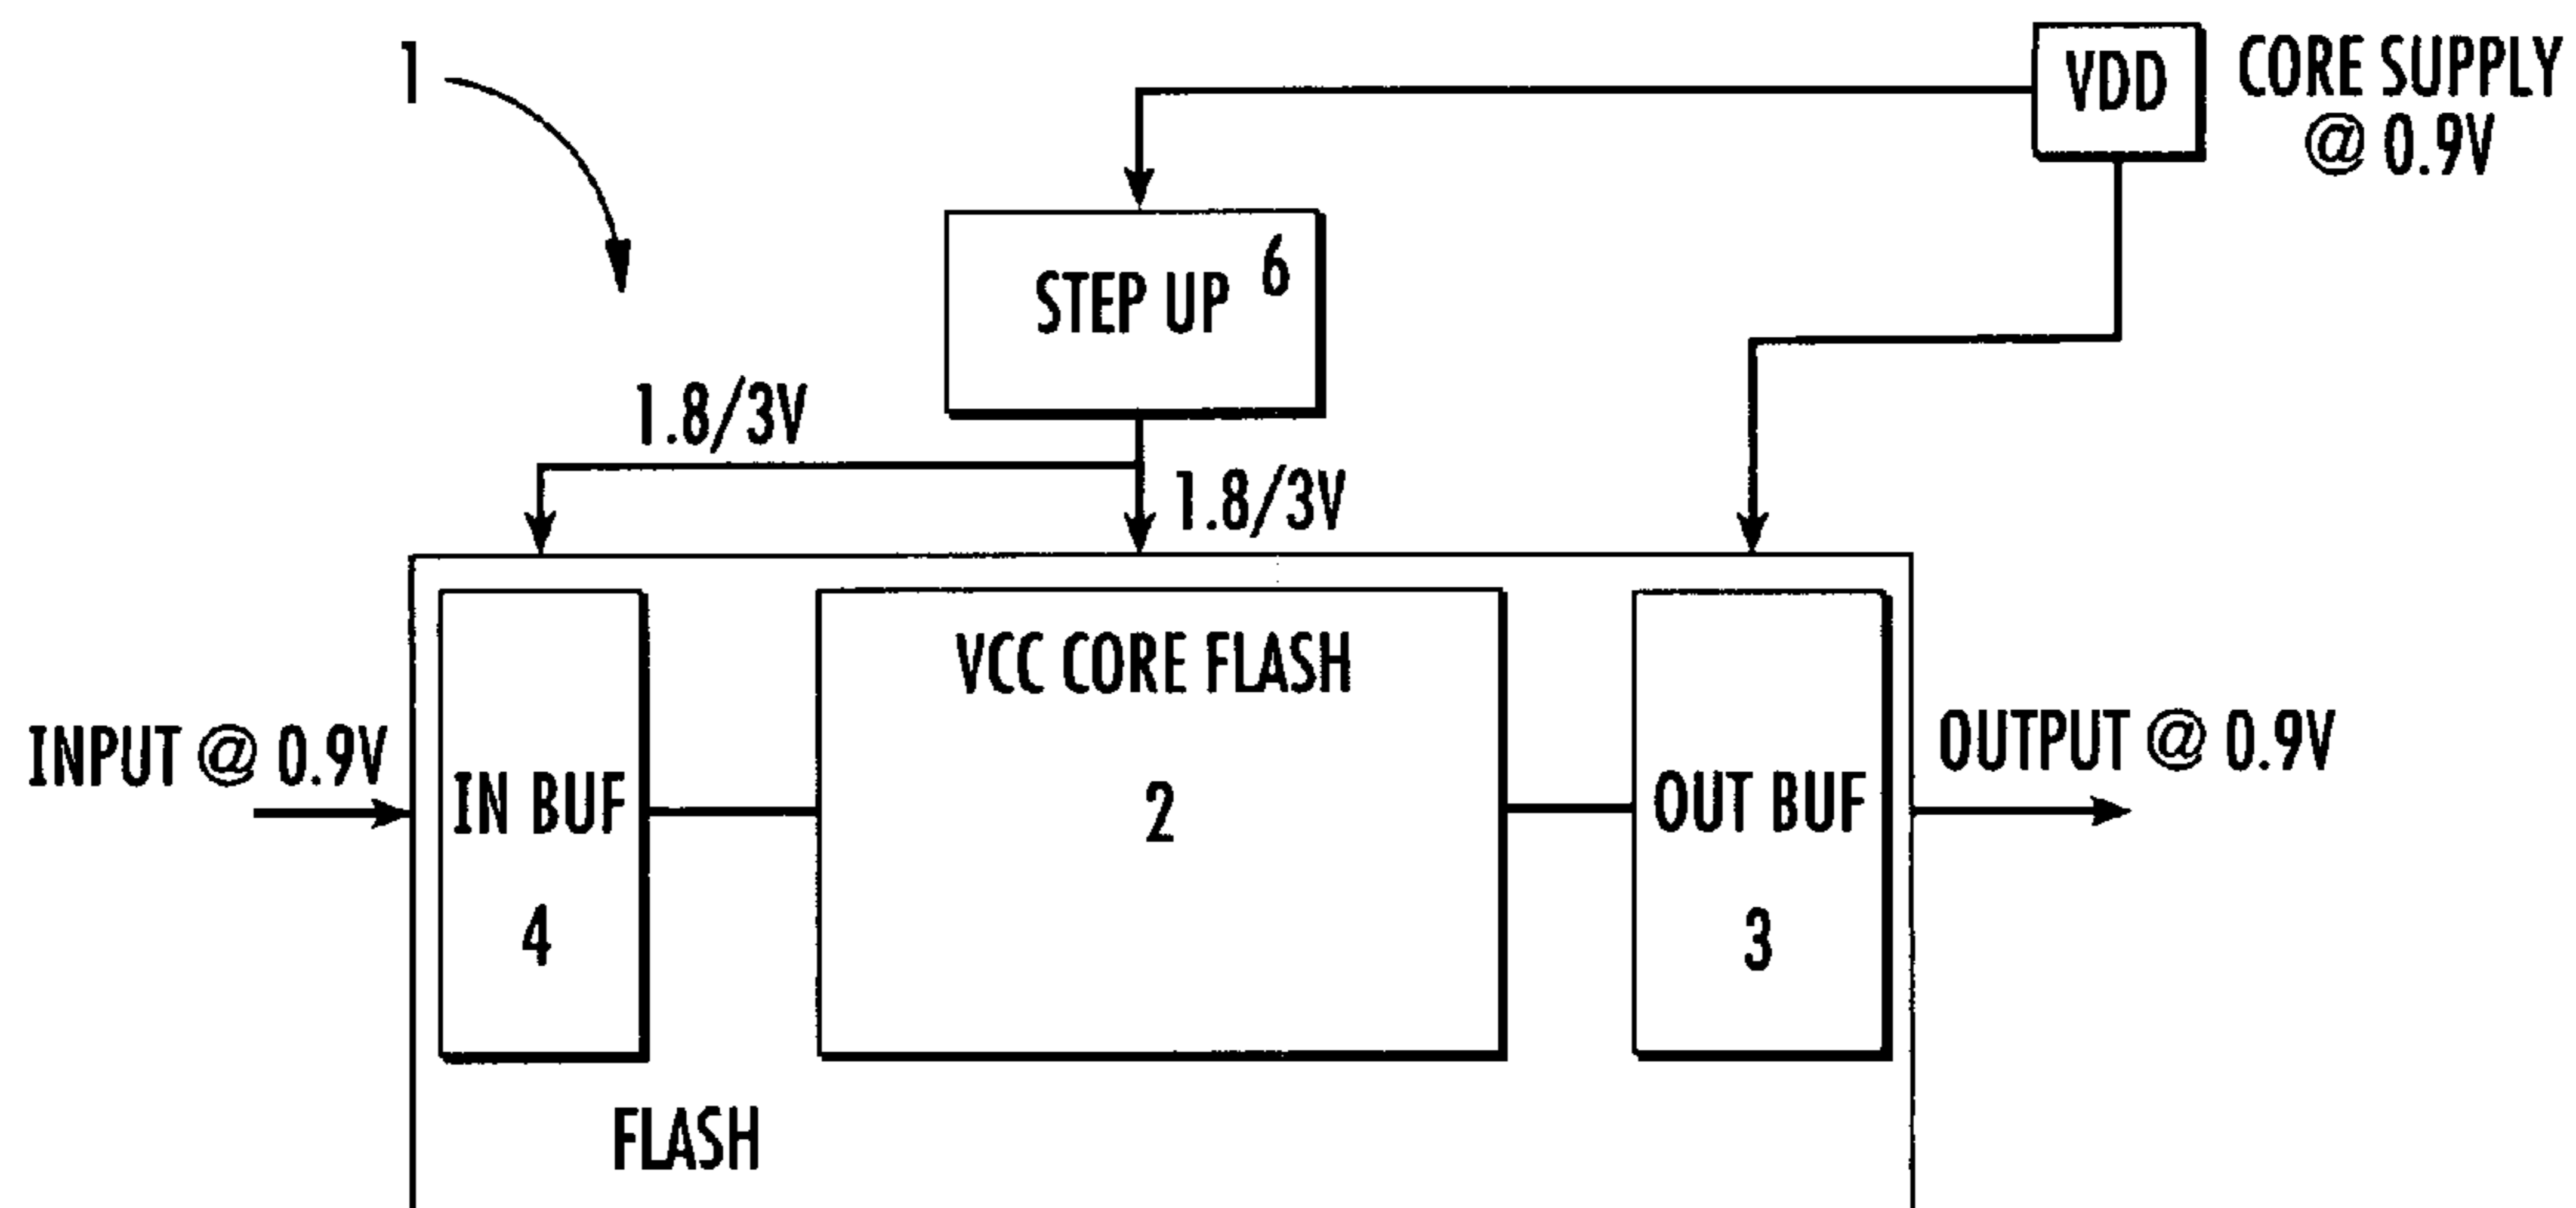 1
VDD
CORE SUPPLY
@ 0.9V
STEP UP 6
1.8/3V
1.8/3V
VCC CORE FLASH
2
INPUT @ 0.9V
IN BUF
4
OUT BUF
3
OUTPUT @ 0.9V
FLASH